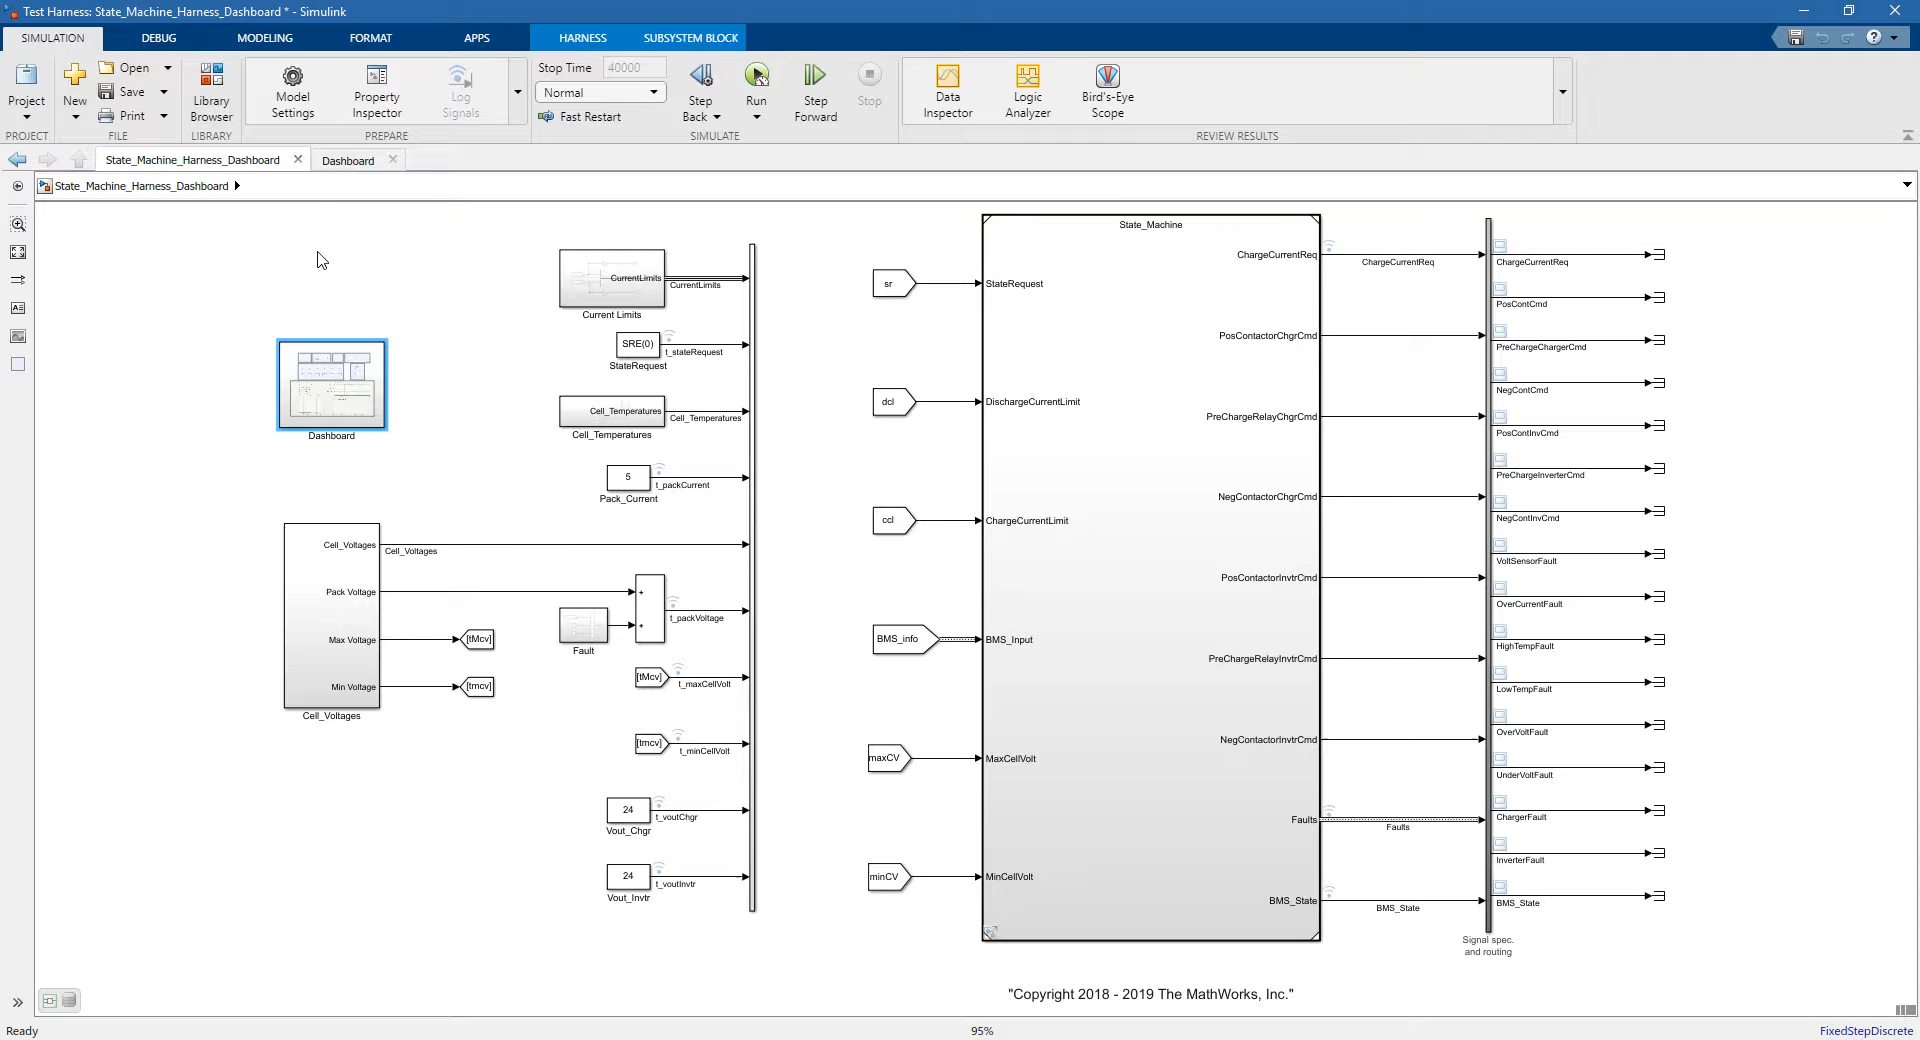 Test Harness: State_Machine_Harness_Dashboard * - Simulink
SIMULATION DEBUG MODELING FORMAT APPS HARNESS SUBSYSTEM BLOCK
Project
PROJECT
New
Open
Save
Print
FILE
Library Browser
LIBRARY
Model Settings
Property Inspector
Log Signals
PREPARE
Stop Time 40000
Normal
Fast Restart
Step Back
Run
Step Forward
Stop
SIMULATE
Data Inspector
Logic Analyzer
Bird's-Eye Scope
REVIEW RESULTS
State_Machine_Harness_Dashboard
Dashboard
State_Machine_Harness_Dashboard
Dashboard
Cell_Voltages
Pack Voltage
Max Voltage
Min Voltage
Cell_Voltages
Cell_Voltages
[tMcv]
[tmcv]
CurrentLimits
CurrentLimits
Current Limits
SRE(0)
t_stateRequest
StateRequest
Cell_Temperatures
Cell_Temperatures
Cell_Temperatures
5
t_packCurrent
Pack_Current
Fault
+
+
t_packVoltage
[tMcv]
t_maxCellVolt
[tmcv]
t_minCellVolt
24
t_voutChgr
Vout_Chgr
24
t_voutInvtr
Vout_Invtr
sr
dcl
ccl
BMS_info
maxCV
minCV
State_Machine
StateRequest
DischargeCurrentLimit
ChargeCurrentLimit
BMS_Input
MaxCellVolt
MinCellVolt
ChargeCurrentReq
PosContactorChgrCmd
PreChargeRelayChgrCmd
NegContactorChgrCmd
PosContactorInvtrCmd
PreChargeRelayInvtrCmd
NegContactorInvtrCmd
Faults
BMS_State
ChargeCurrentReq
Faults
BMS_State
ChargeCurrentReq
PosContCmd
PreChargeChargerCmd
NegContCmd
PosContInvCmd
PreChargeInverterCmd
NegContInvCmd
VoltSensorFault
OverCurrentFault
HighTempFault
LowTempFault
OverVoltFault
UnderVoltFault
ChargerFault
InverterFault
BMS_State
Signal spec.
and routing
"Copyright 2018 - 2019 The MathWorks, Inc."
Ready
95%
FixedStepDiscrete